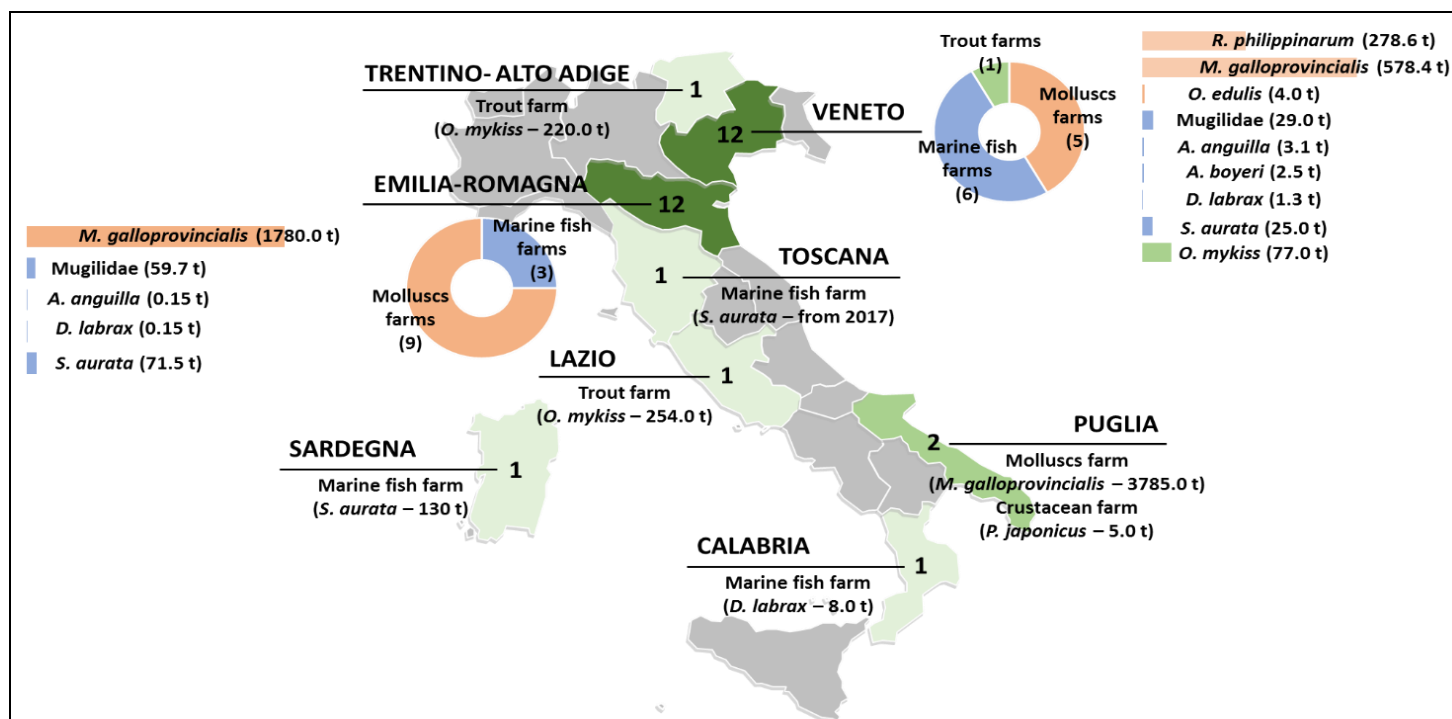 TRENTINO- ALTO ADIGE
1
Trout farm
(O. mykiss – 220.0 t)
VENETO
12
Trout farms
(1)
Molluscs
farms
(5)
Marine fish
farms
(6)
R. philippinarum (278.6 t)
M. galloprovincialis (578.4 t)
O. edulis (4.0 t)
Mugilidae (29.0 t)
A. anguilla (3.1 t)
A. boyeri (2.5 t)
D. labrax (1.3 t)
S. aurata (25.0 t)
O. mykiss (77.0 t)
EMILIA-ROMAGNA
12
Marine fish
farms
(3)
Molluscs
farms
(9)
M. galloprovincialis (1780.0 t)
Mugilidae (59.7 t)
A. anguilla (0.15 t)
D. labrax (0.15 t)
S. aurata (71.5 t)
TOSCANA
1
Marine fish farm
(S. aurata – from 2017)
LAZIO
1
Trout farm
(O. mykiss – 254.0 t)
SARDEGNA
1
Marine fish farm
(S. aurata – 130 t)
PUGLIA
2
Molluscs farm
(M. galloprovincialis – 3785.0 t)
Crustacean farm
(P. japonicus – 5.0 t)
CALABRIA
1
Marine fish farm
(D. labrax – 8.0 t)